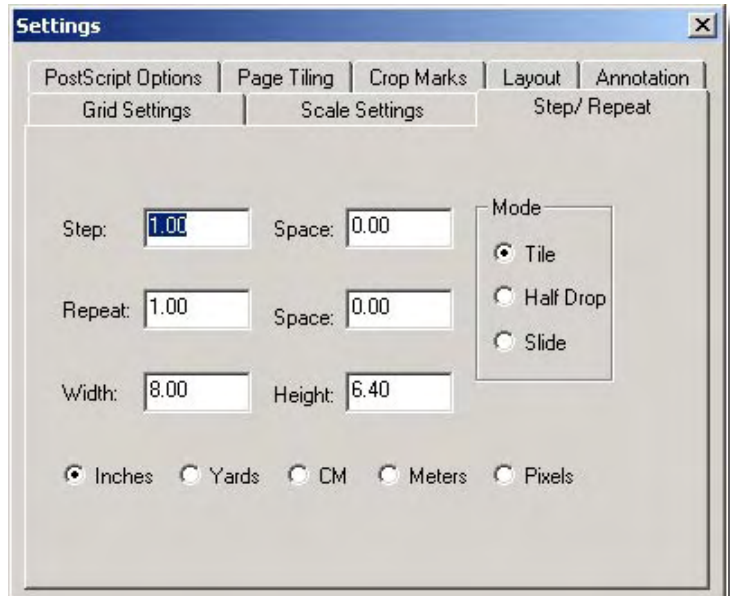 Settings
PostScript Options Page Tiling Crop Marks Layout Annotation
Grid Settings Scale Settings Step/ Repeat
Step: 1.00 Space: 0.00
Repeat: 1.00 Space: 0.00
Width: 8.00 Height: 6.40
Mode
Tile
Half Drop
Slide
Inches Yards CM Meters Pixels